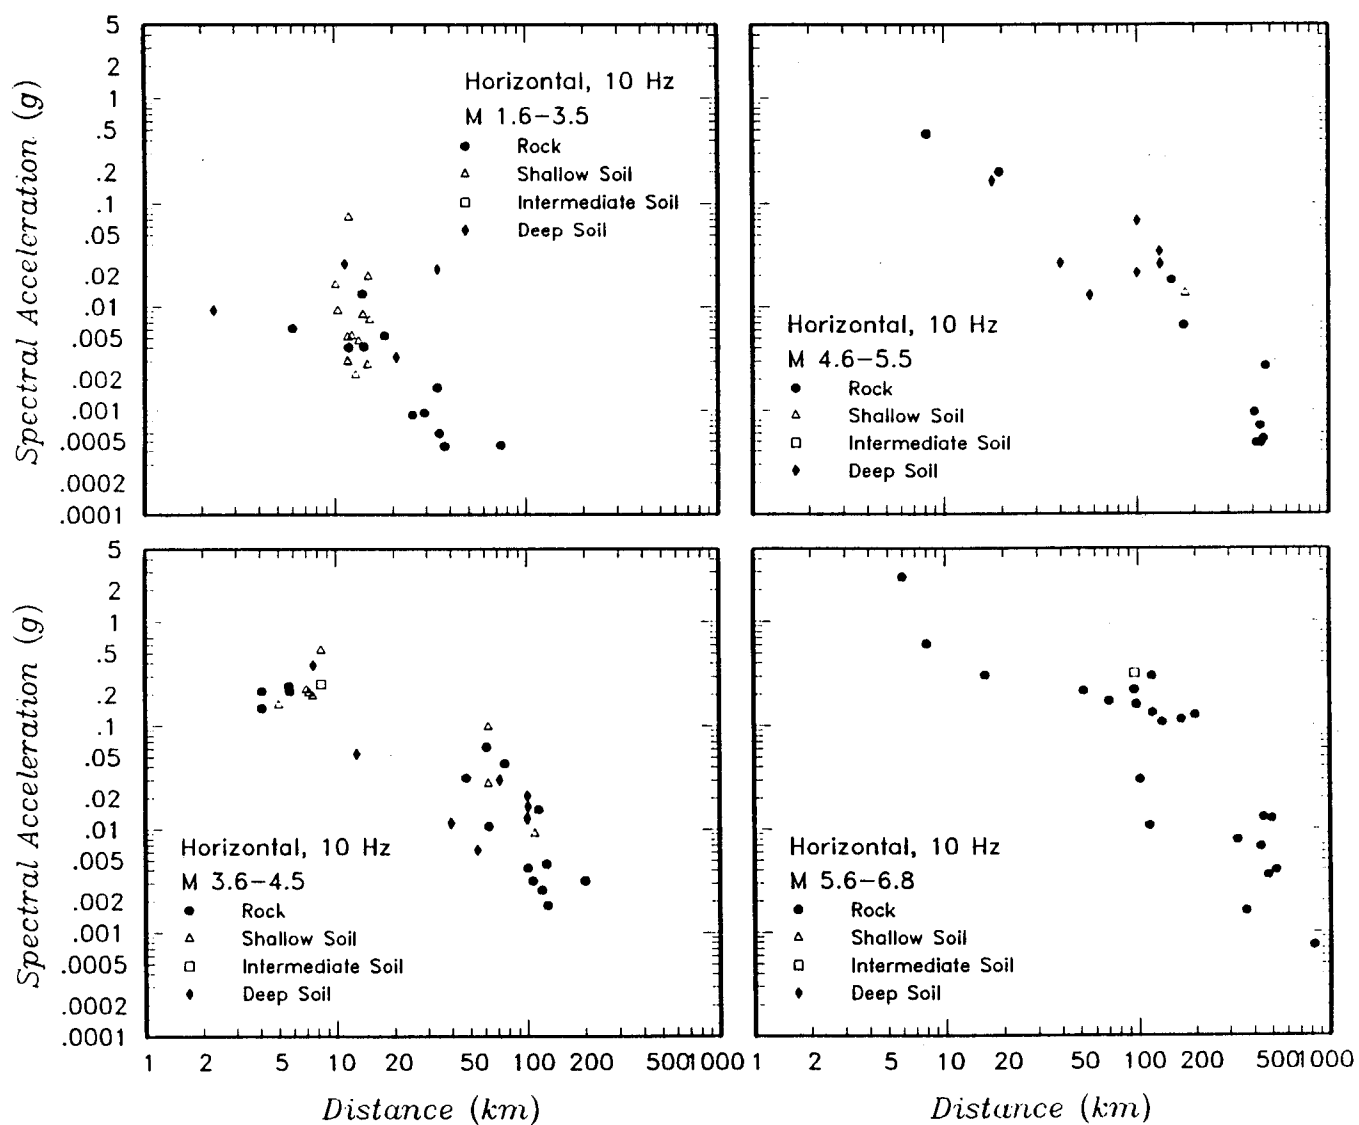 5
2
1
.5
.2
.1
.05
.02
.01
.005
.002
.001
.0005
.0002
.0001
Spectral Acceleration (g)
Horizontal, 10 Hz
M 1.6–3.5
Rock
Shallow Soil
Intermediate Soil
Deep Soil
Horizontal, 10 Hz
M 4.6–5.5
Rock
Shallow Soil
Intermediate Soil
Deep Soil
5
2
1
.5
.2
.1
.05
.02
.01
.005
.002
.001
.0005
.0002
.0001
Spectral Acceleration (g)
Horizontal, 10 Hz
M 3.6–4.5
Rock
Shallow Soil
Intermediate Soil
Deep Soil
1 2 5 10 20 50 100 200 500 1000
Distance (km)
Horizontal, 10 Hz
M 5.6–6.8
Rock
Shallow Soil
Intermediate Soil
Deep Soil
1 2 5 10 20 50 100 200 500 1000
Distance (km)